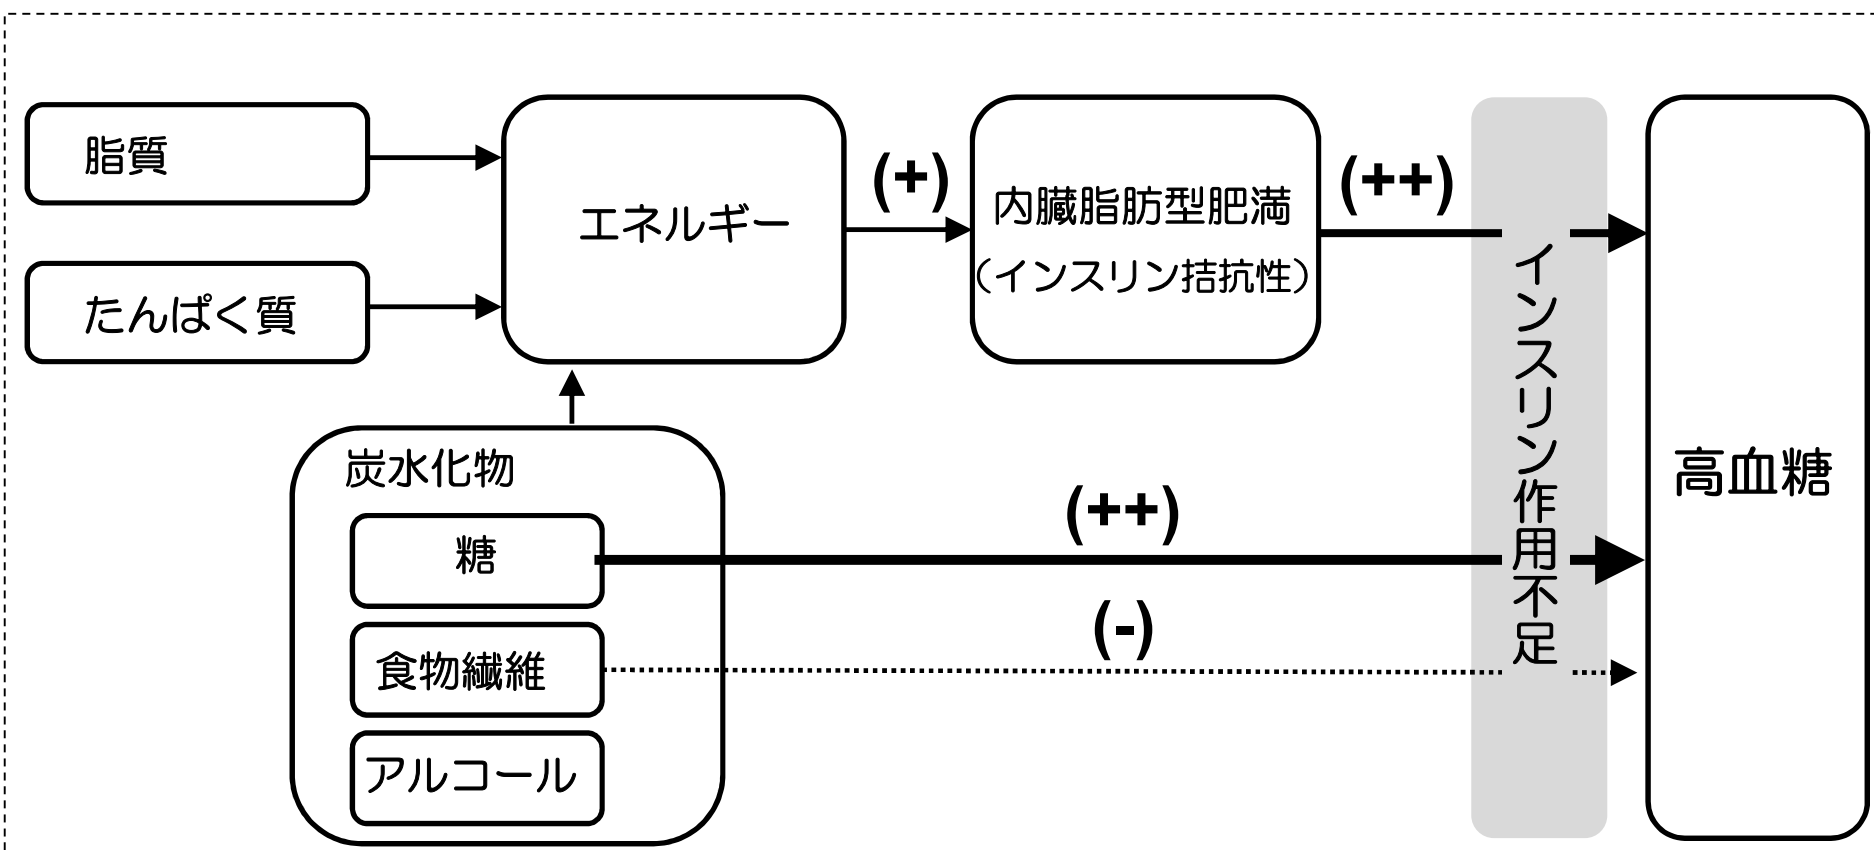 脂質
たんぱく質
エネルギー
(+)
内臓脂肪型肥満
（インスリン拮抗性）
(++)
インスリン作用不足
高血糖
炭水化物
糖
(++)
食物繊維
(-)
アルコール